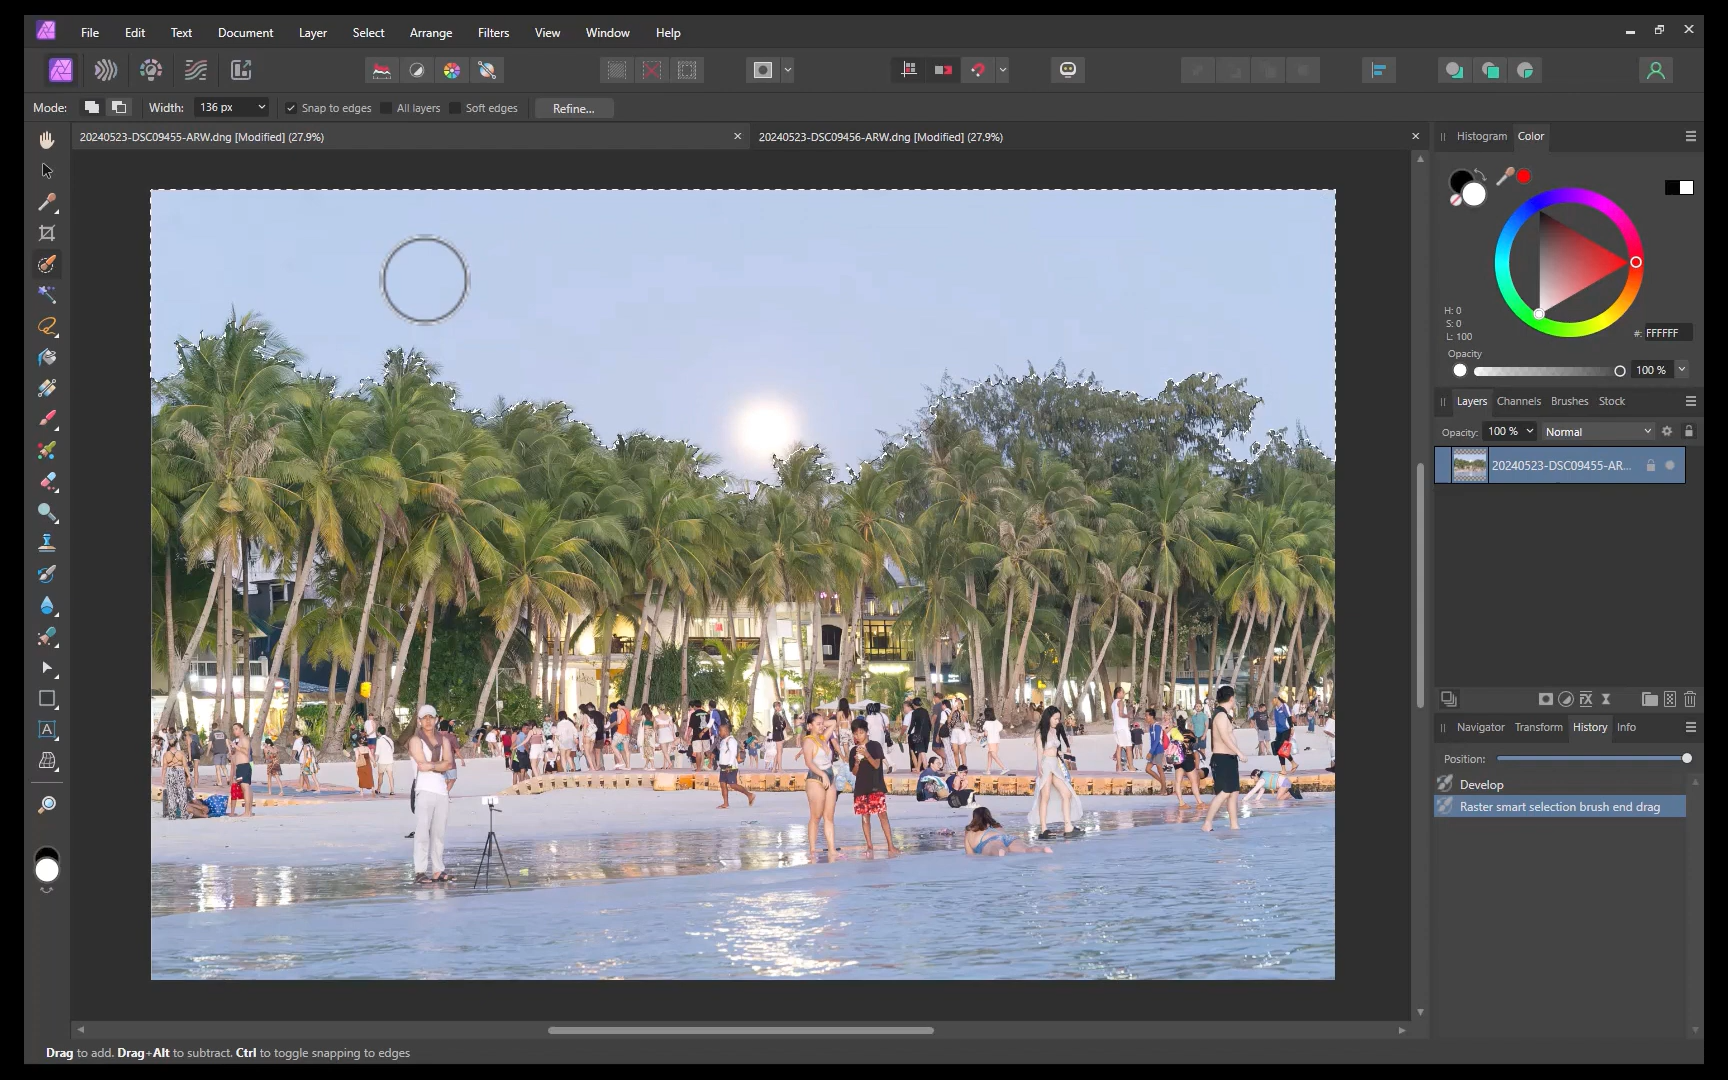 File Edit Text Document Layer Select Arrange Filters View Window Help
Mode: Width: 136 px Snap to edges All layers Soft edges Refine...
20240523-DSC09455-ARW.dng [Modified] (27.9%) 20240523-DSC09456-ARW.dng [Modified] (27.9%)
Histogram Color
H: 0
S: 0
L: 100
#: FFFFFF
Opacity
100 %
Layers Channels Brushes Stock
Opacity: 100 % Normal
20240523-DSC09455-AR...
Navigator Transform History Info
Position:
Develop
Raster smart selection brush end drag
Drag to add. Drag+Alt to subtract. Ctrl to toggle snapping to edges